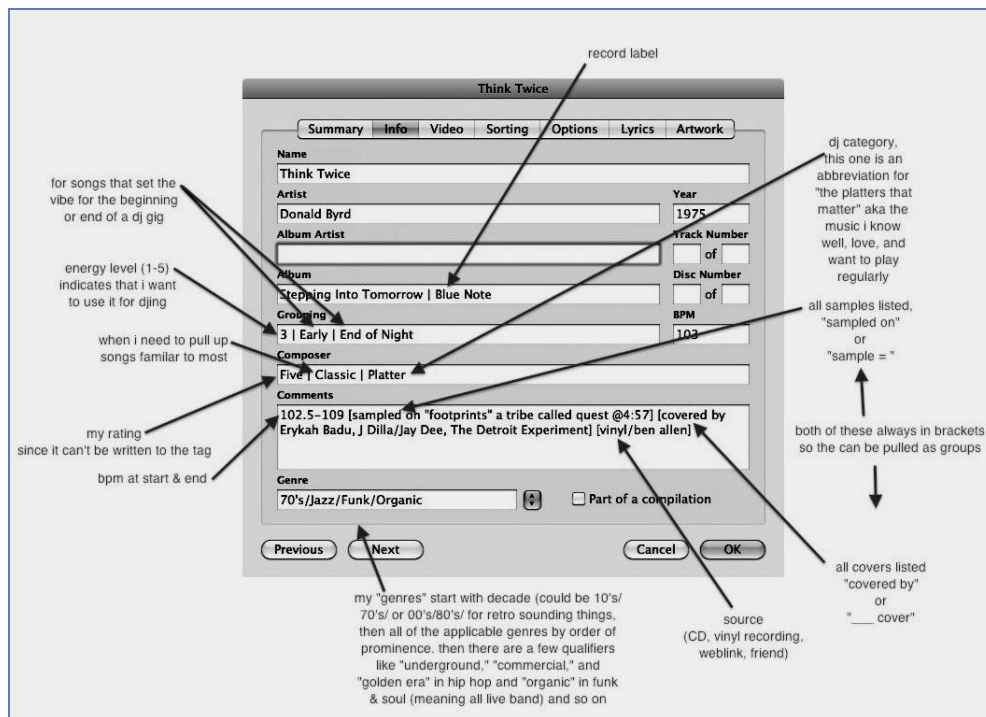 record label
Think Twice
Summary Info Video Sorting Options Lyrics Artwork
Name
Think Twice
Artist
Year
Donald Byrd
1975
Album Artist
Track Number
of
Album
Disc Number
Stepping Into Tomorrow | Blue Note
of
Grouping
BPM
3 | Early | End of Night
103
Composer
Five | Classic | Platter
Comments
102.5-109 [sampled on "footprints" a tribe called quest @4:57] [covered by
Erykah Badu, J Dilla/Jay Dee, The Detroit Experiment] [vinyl/ben allen]
Genre
70's/Jazz/Funk/Organic
Part of a compilation
Previous
Next
Cancel
OK
for songs that set the
vibe for the beginning
or end of a dj gig
energy level (1-5)
indicates that i want
to use it for djing
when i need to pull up
songs familar to most
my rating
since it can't be written to the tag
bpm at start & end
dj category,
this one is an
abbreviation for
"the platters that
matter" aka the
music i know
well, love, and
want to play
regularly
all samples listed,
"sampled on"
or
"sample = "
both of these always in brackets
so the can be pulled as groups
all covers listed
"covered by"
or
"___ cover"
source
(CD, vinyl recording,
weblink, friend)
my "genres" start with decade (could be 10's/
70's/ or 00's/80's/ for retro sounding things,
then all of the applicable genres by order of
prominence. then there are a few qualifiers
like "underground," "commercial," and
"golden era" in hip hop and "organic" in funk
& soul (meaning all live band) and so on